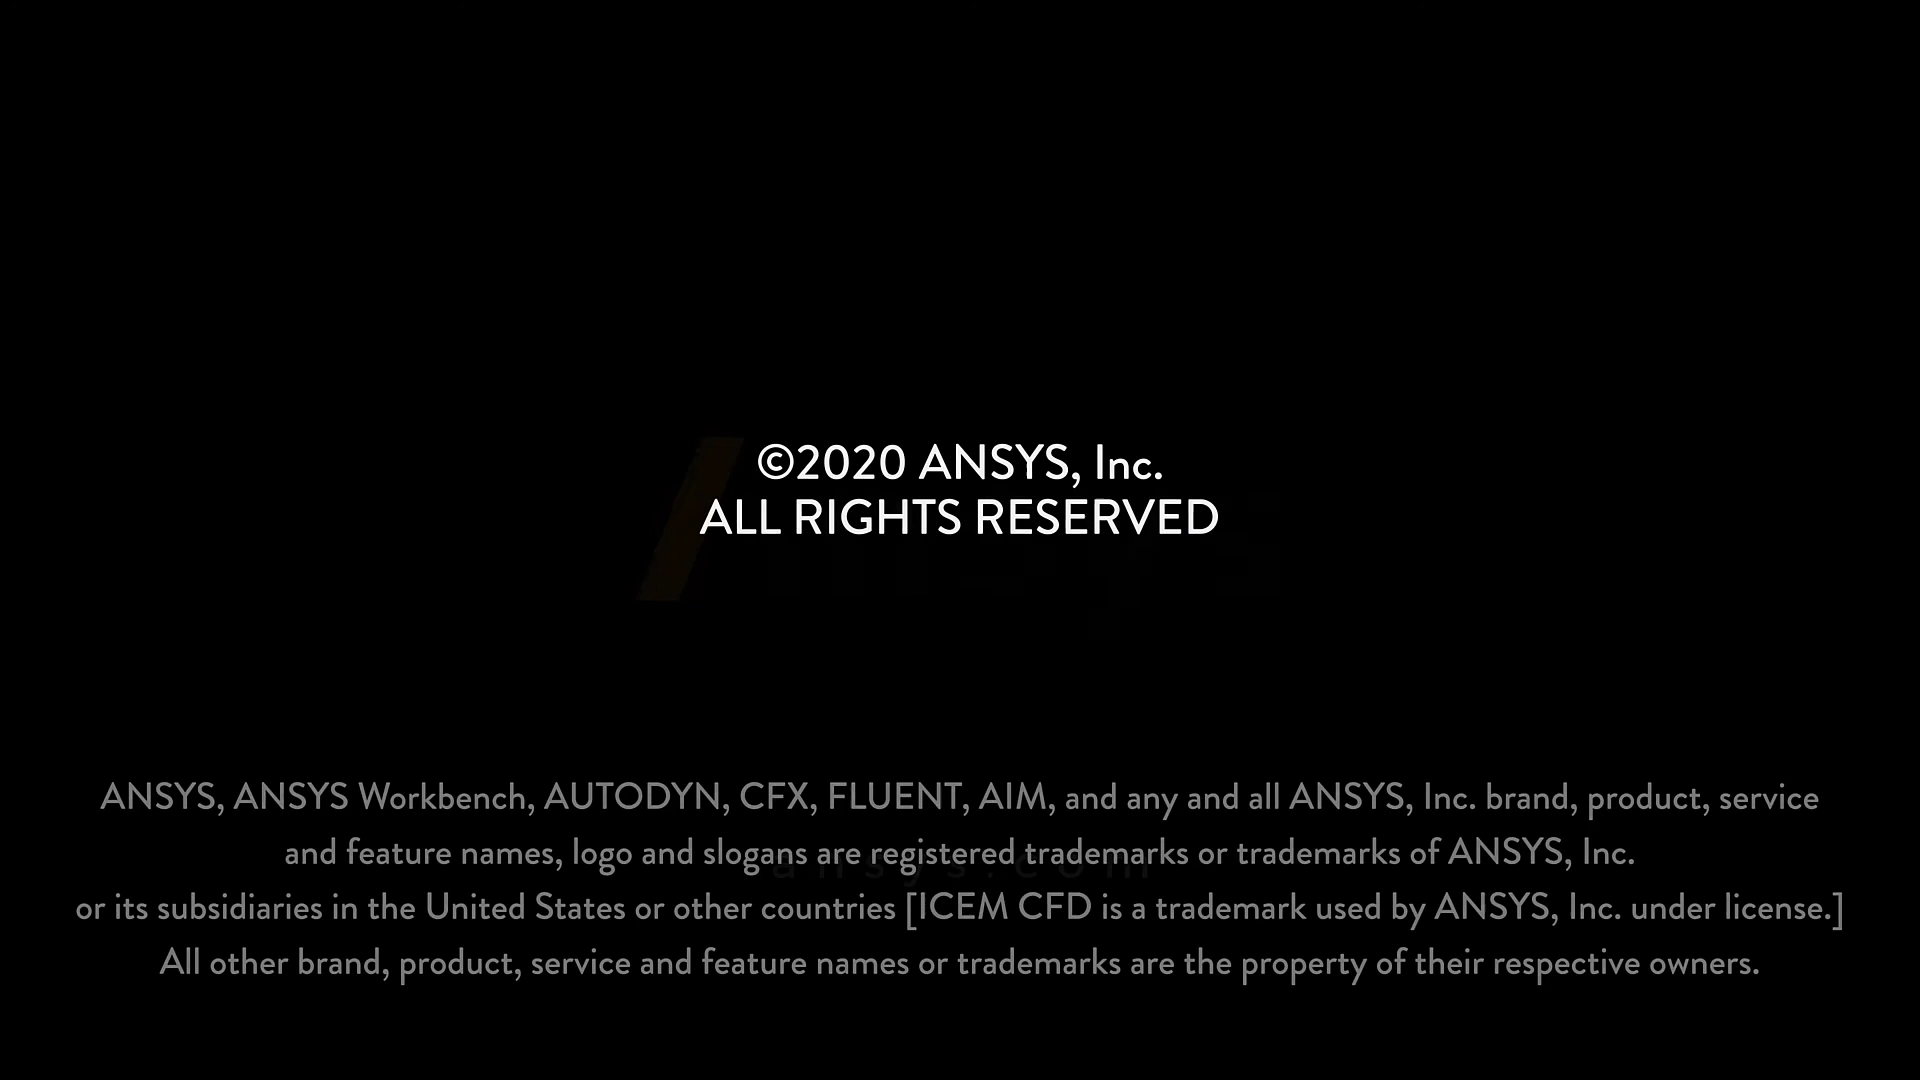 ©2020 ANSYS, Inc.
ALL RIGHTS RESERVED
ANSYS, ANSYS Workbench, AUTODYN, CFX, FLUENT, AIM, and any and all ANSYS, Inc. brand, product, service
and feature names, logo and slogans are registered trademarks or trademarks of ANSYS, Inc.
ansys.com
or its subsidiaries in the United States or other countries [ICEM CFD is a trademark used by ANSYS, Inc. under license.]
All other brand, product, service and feature names or trademarks are the property of their respective owners.